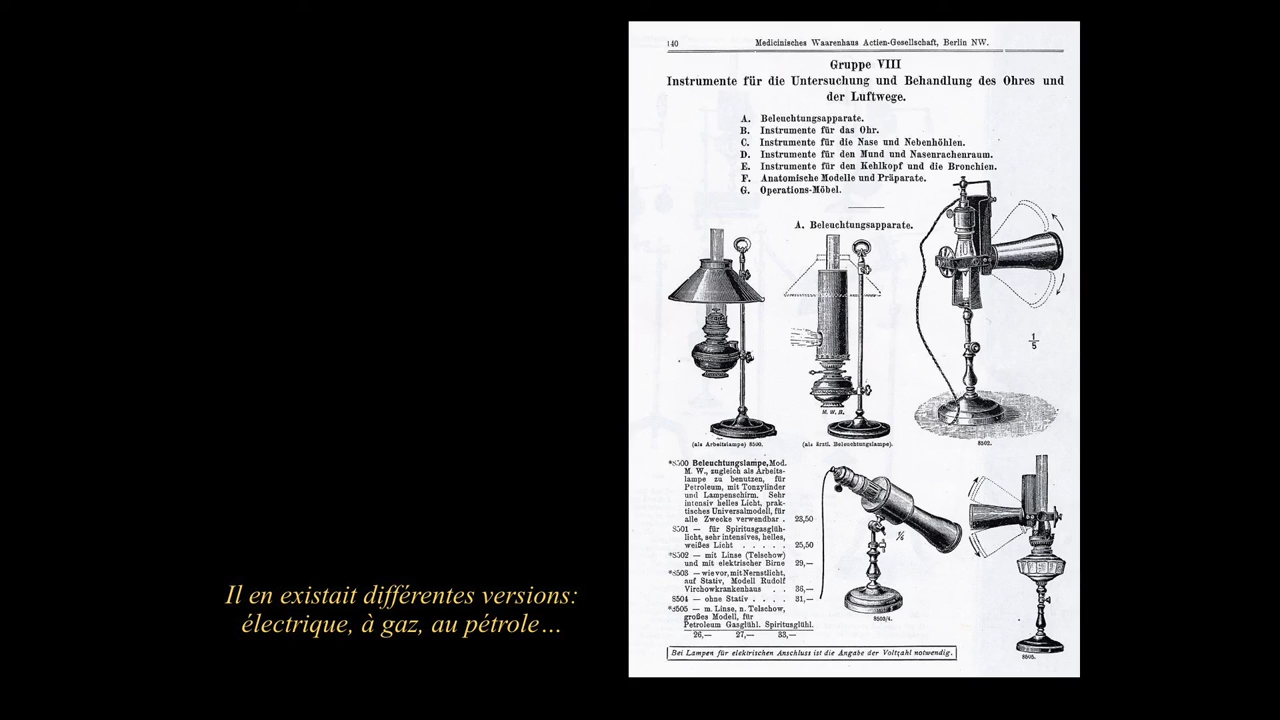 140 Medicinisches Waarenhaus Actien-Gesellschaft, Berlin NW.
Gruppe VIII
Instrumente für die Untersuchung und Behandlung des Ohres und
der Luftwege.
A. Beleuchtungsapparate.
B. Instrumente für das Ohr.
C. Instrumente für die Nase und Nebenhöhlen.
D. Instrumente für den Mund und Nasenrachenraum.
E. Instrumente für den Kehlkopf und die Bronchien.
F. Anatomische Modelle und Präparate.
G. Operations-Möbel.
A. Beleuchtungsapparate.
1/5
M. W. B.
(als Arbeitslampe) 8500.
(als ärztl. Beleuchtungslampe).
8502.
*8500 Beleuchtungslampe, Mod.
M. W., zugleich als Arbeits-
lampe zu benutzen, für
Petroleum, mit Tonzylinder
und Lampenschirm. Sehr
intensiv helles Licht, prak-
tisches Universalmodell, für
alle Zwecke verwendbar . 23,50
8501 — für Spiritusgasglüh-
licht, sehr intensives, helles,
weißes Licht . . . . . 25,50
*8502 — mit Linse (Telschow)
und mit elektrischer Birne 29,—
*8503 — wie vor, mit Nernstlicht,
auf Stativ, Modell Rudolf
Virchowkrankenhaus . . 36,—
8504 — ohne Stativ . . . . 31,—
*8505 — m. Linse, n. Telschow,
großes Modell, für
Petroleum Gasglühl. Spiritusglühl.
26,— 27,— 33,—
8503/4.
8505.
Bei Lampen für elektrischen Anschluss ist die Angabe der Voltzahl notwendig.
Il en existait différentes versions:
électrique, à gaz, au pétrole…